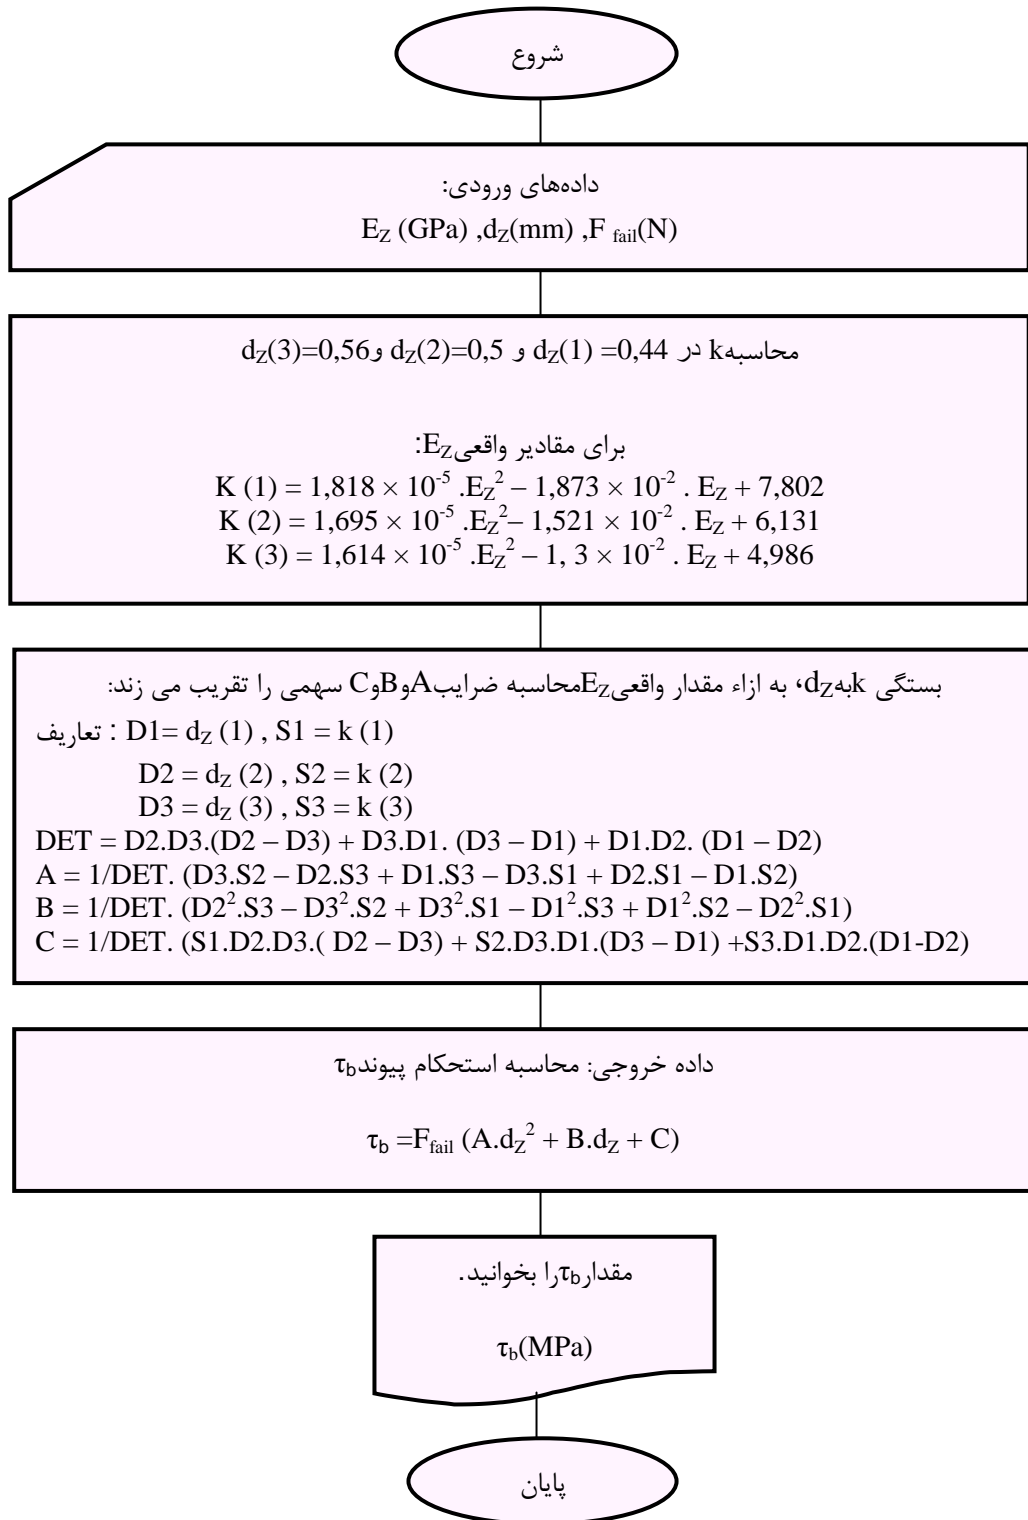 شروع
داده‌های ورودی:
E_Z (GPa) ,d_Z(mm) ,F _fail(N)
محاسبهk در d_Z(1) =0,44 و d_Z(2)=0,5 وd_Z(3)=0,56
برای مقادیر واقعیE_Z:
K (1) = 1,818 × 10^-5 .E_Z^2 – 1,873 × 10^-2 . E_Z + 7,802
K (2) = 1,695 × 10^-5 .E_Z^2– 1,521 × 10^-2 . E_Z + 6,131
K (3) = 1,614 × 10^-5 .E_Z^2 – 1, 3 × 10^-2 . E_Z + 4,986
بستگی kبهd_Z، به ازاء مقدار واقعیE_Zمحاسبه ضرایبAوBوC سهمی را تقریب می زند:
تعاریف : D1= d_Z (1) , S1 = k (1)
D2 = d_Z (2) , S2 = k (2)
D3 = d_Z (3) , S3 = k (3)
DET = D2.D3.(D2 – D3) + D3.D1. (D3 – D1) + D1.D2. (D1 – D2)
A = 1/DET. (D3.S2 – D2.S3 + D1.S3 – D3.S1 + D2.S1 – D1.S2)
B = 1/DET. (D2^2.S3 – D3^2.S2 + D3^2.S1 – D1^2.S3 + D1^2.S2 – D2^2.S1)
C = 1/DET. (S1.D2.D3.( D2 – D3) + S2.D3.D1.(D3 – D1) +S3.D1.D2.(D1-D2)
داده خروجی: محاسبه استحکام پیوندτ_b
τ_b =F_fail (A.d_Z^2 + B.d_Z + C)
مقدارτ_bرا بخوانید.
τ_b(MPa)
پایان